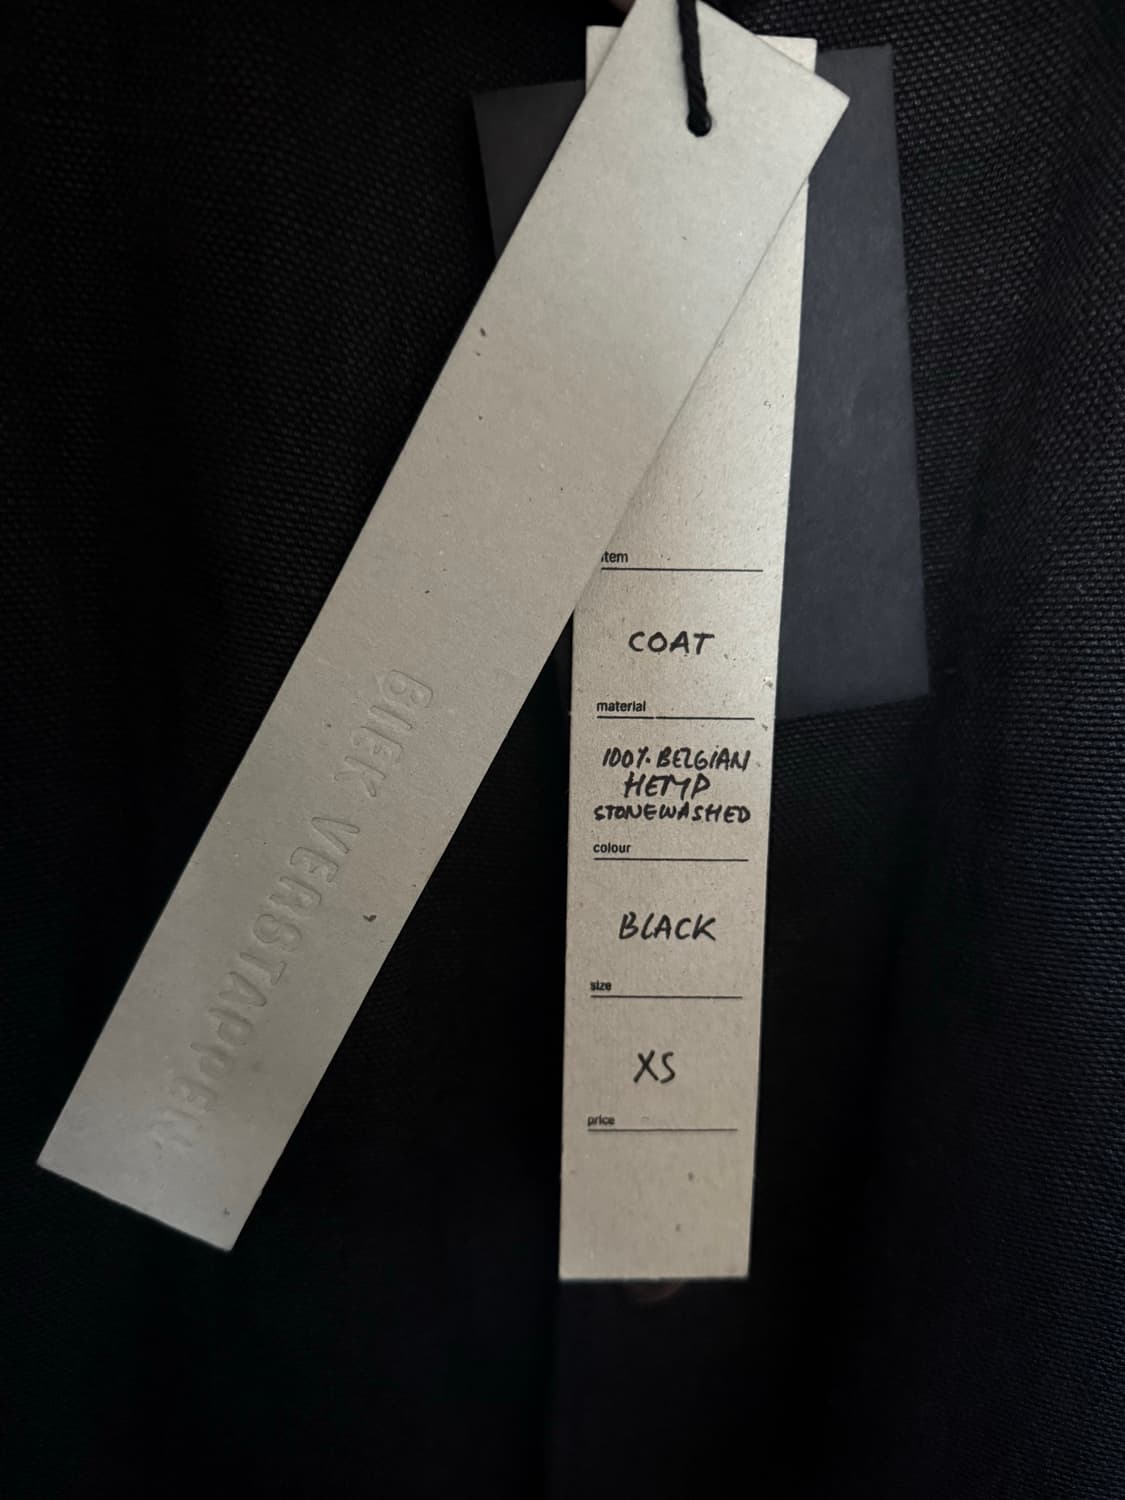 BIEK VERSTAPPEN
item
COAT
material
100% BELGIAN
HEMP
STONEWASHED
colour
BLACK
size
XS
price